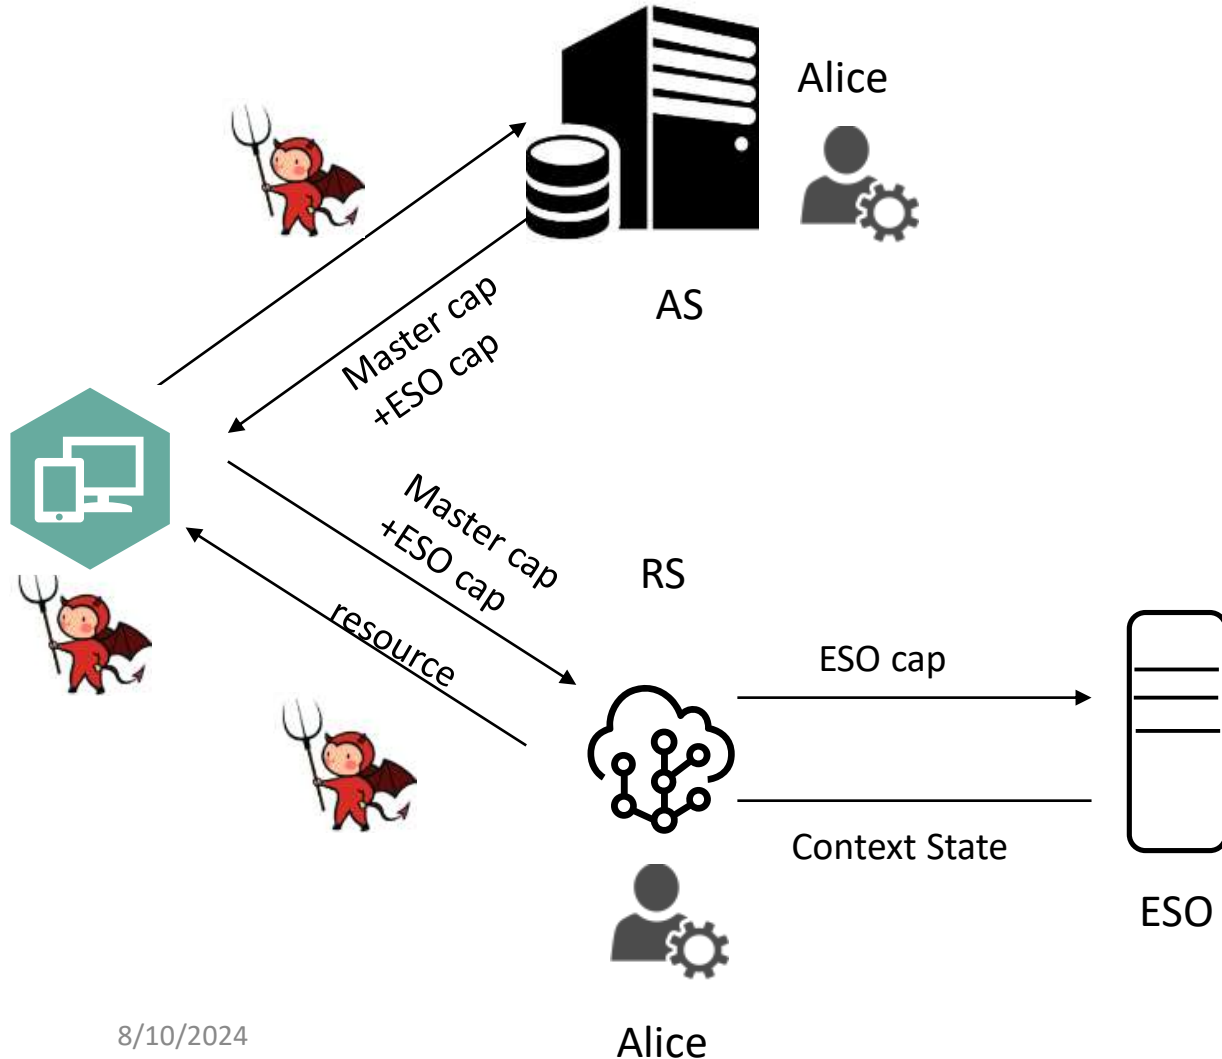 Alice
AS
Master cap
+ESO cap
Master cap
+ESO cap
RS
resource
ESO cap
Context State
ESO
Alice
8/10/2024